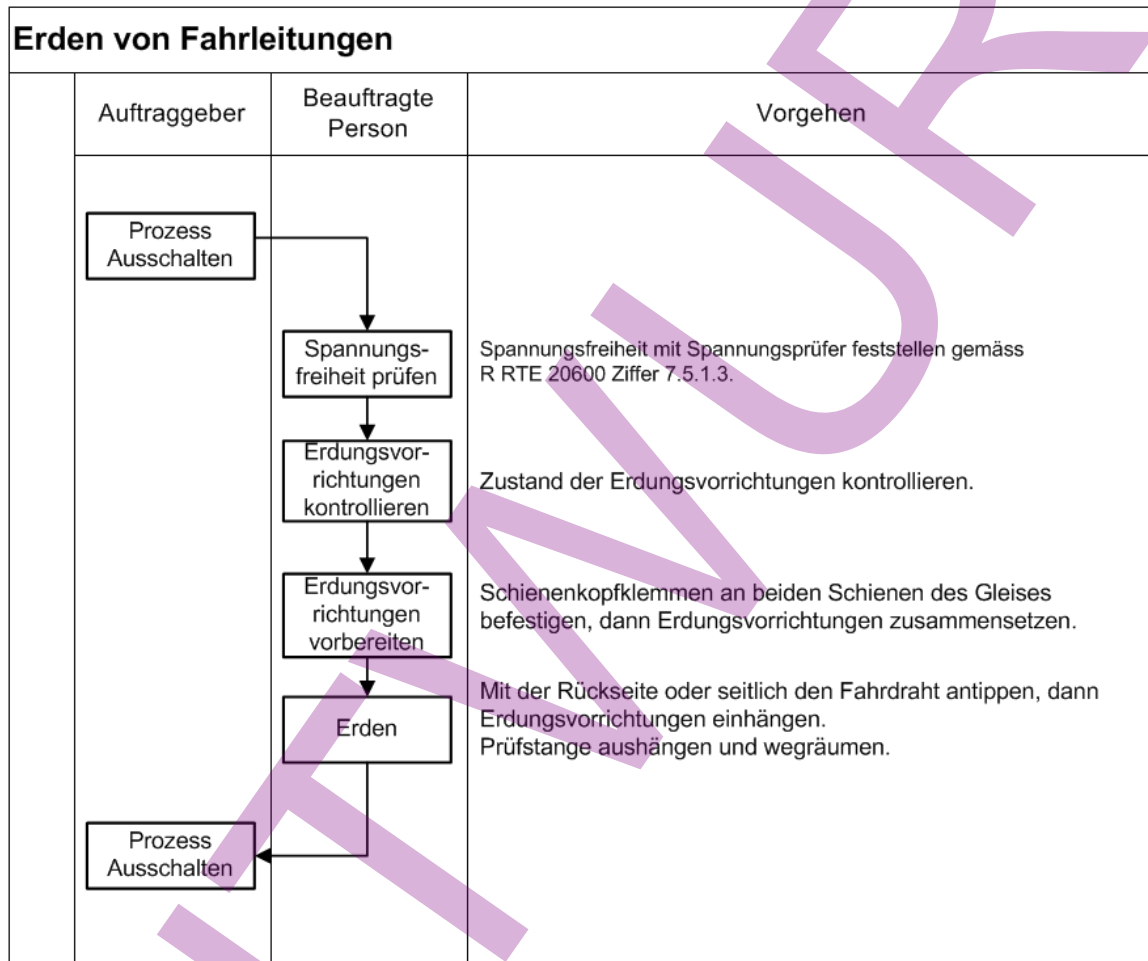 Erden von Fahrleitungen
Auftraggeber
Beauftragte
Person
Vorgehen
Prozess
Ausschalten
Spannungs-
freiheit prüfen
Spannungsfreiheit mit Spannungsprüfer feststellen gemäss
R RTE 20600 Ziffer 7.5.1.3.
Erdungsvor-
richtungen
kontrollieren
Zustand der Erdungsvorrichtungen kontrollieren.
Erdungsvor-
richtungen
vorbereiten
Schienenkopfklemmen an beiden Schienen des Gleises
befestigen, dann Erdungsvorrichtungen zusammensetzen.
Erden
Mit der Rückseite oder seitlich den Fahrdraht antippen, dann
Erdungsvorrichtungen einhängen.
Prüfstange aushängen und wegräumen.
Prozess
Ausschalten